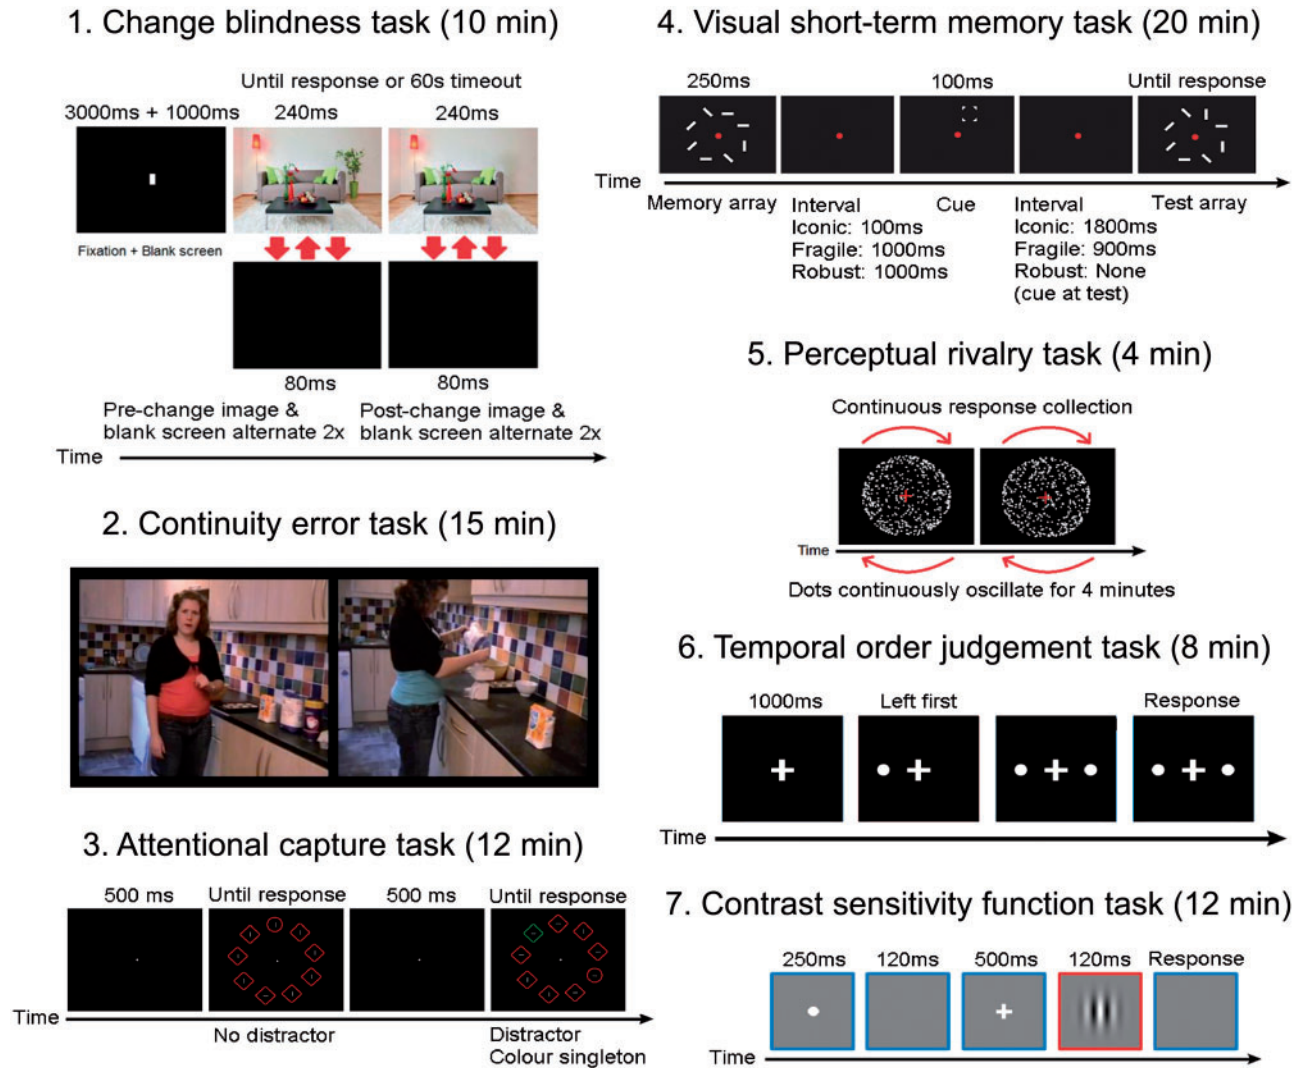 1. Change blindness task (10 min)
Until response or 60s timeout
3000ms + 1000ms 240ms 240ms
Fixation + Blank screen
80ms 80ms
Pre-change image &
blank screen alternate 2x
Post-change image &
blank screen alternate 2x
Time
2. Continuity error task (15 min)
3. Attentional capture task (12 min)
500 ms Until response 500 ms Until response
Time
No distractor
Distractor
Colour singleton
4. Visual short-term memory task (20 min)
250ms 100ms Until response
Time
Memory array
Interval
Iconic: 100ms
Fragile: 1000ms
Robust: 1000ms
Cue
Interval
Iconic: 1800ms
Fragile: 900ms
Robust: None
(cue at test)
Test array
5. Perceptual rivalry task (4 min)
Continuous response collection
Time
Dots continuously oscillate for 4 minutes
6. Temporal order judgement task (8 min)
1000ms Left first Response
Time
7. Contrast sensitivity function task (12 min)
250ms 120ms 500ms 120ms Response
Time